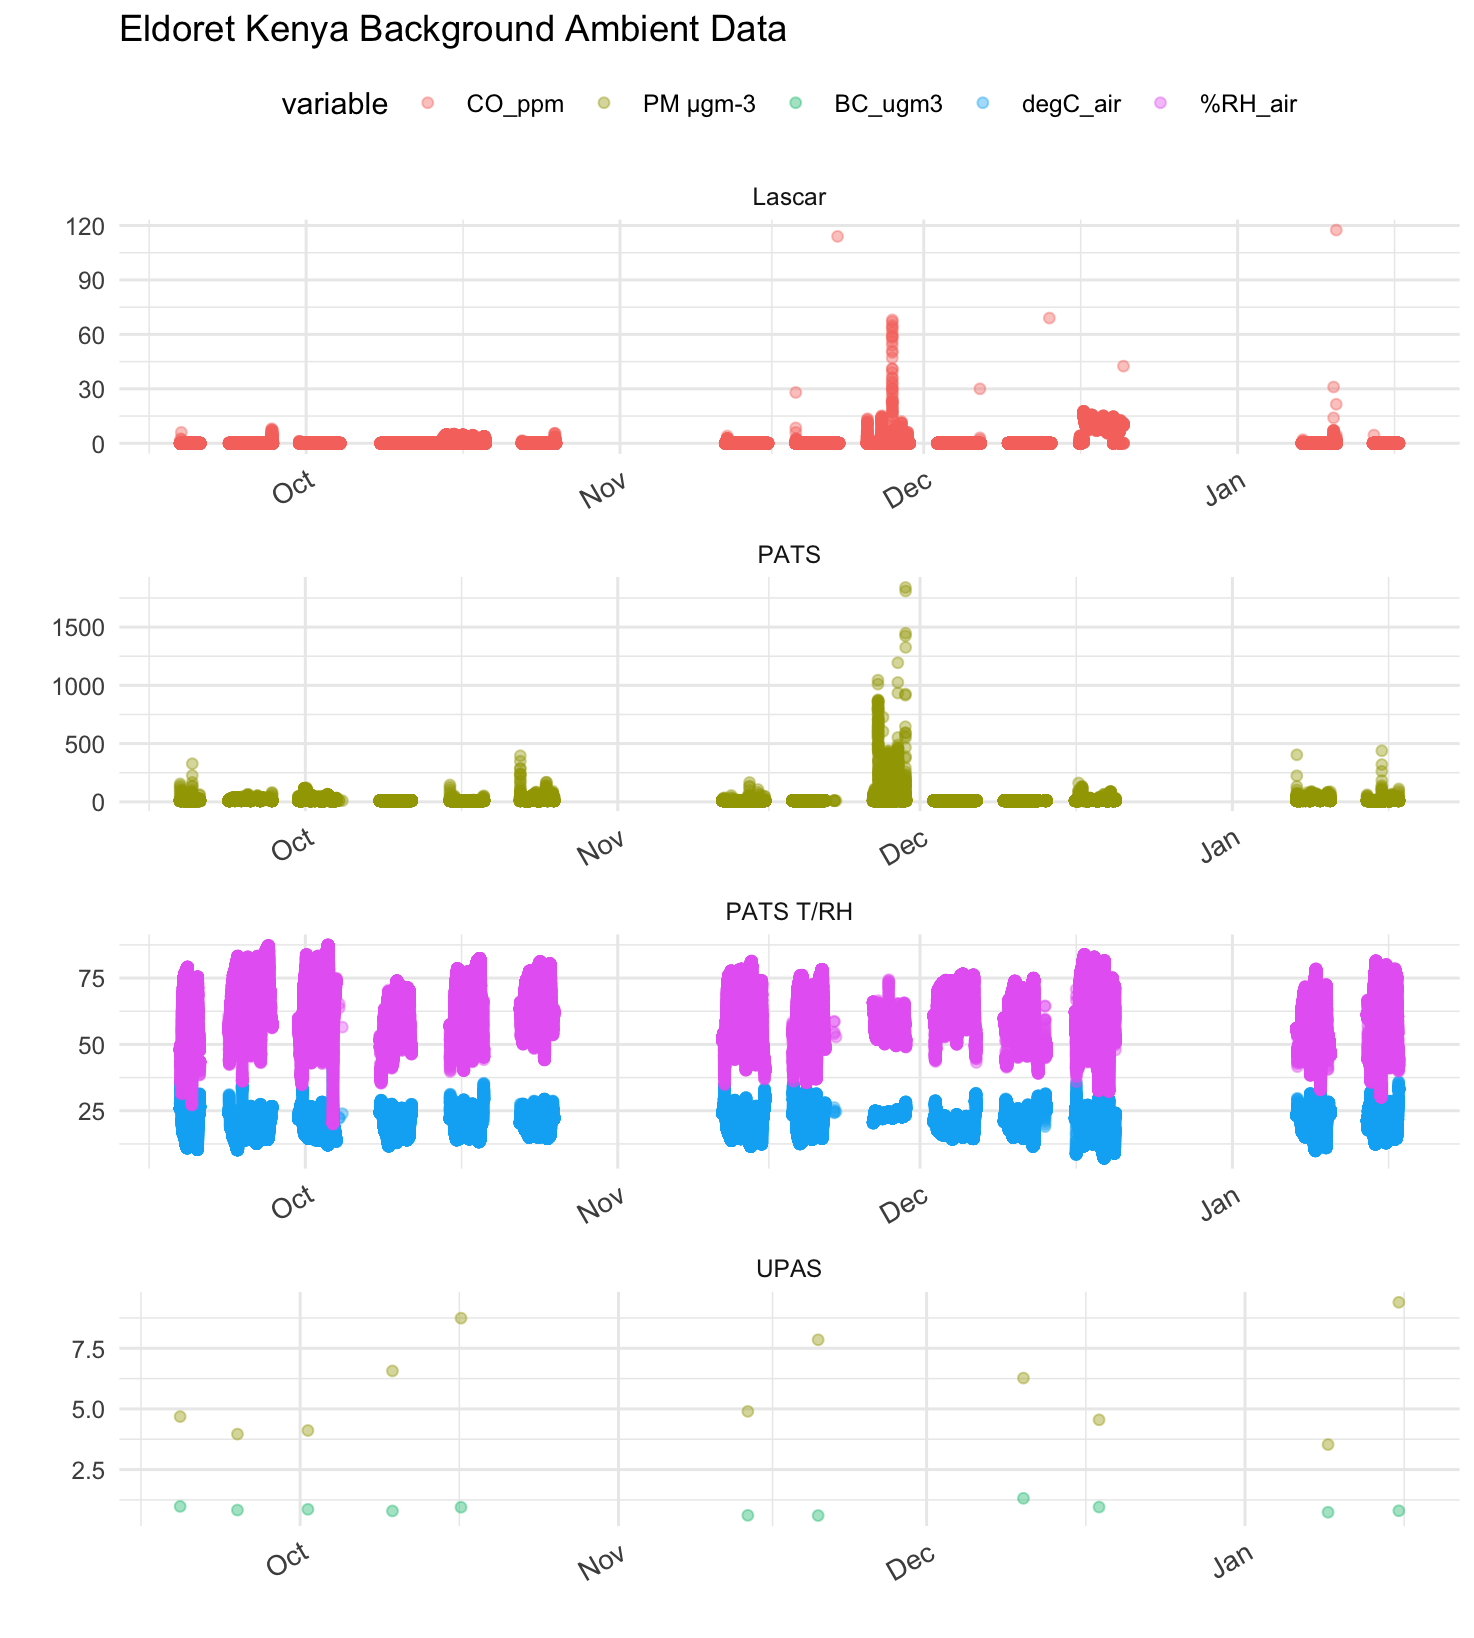 Eldoret Kenya Background Ambient Data
variable CO_ppm PM µgm-3 BC_ugm3 degC_air %RH_air
Lascar
120
90
60
30
0
Oct Nov Dec Jan
PATS
1500
1000
500
0
Oct Nov Dec Jan
PATS T/RH
75
50
25
Oct Nov Dec Jan
UPAS
7.5
5.0
2.5
Oct Nov Dec Jan